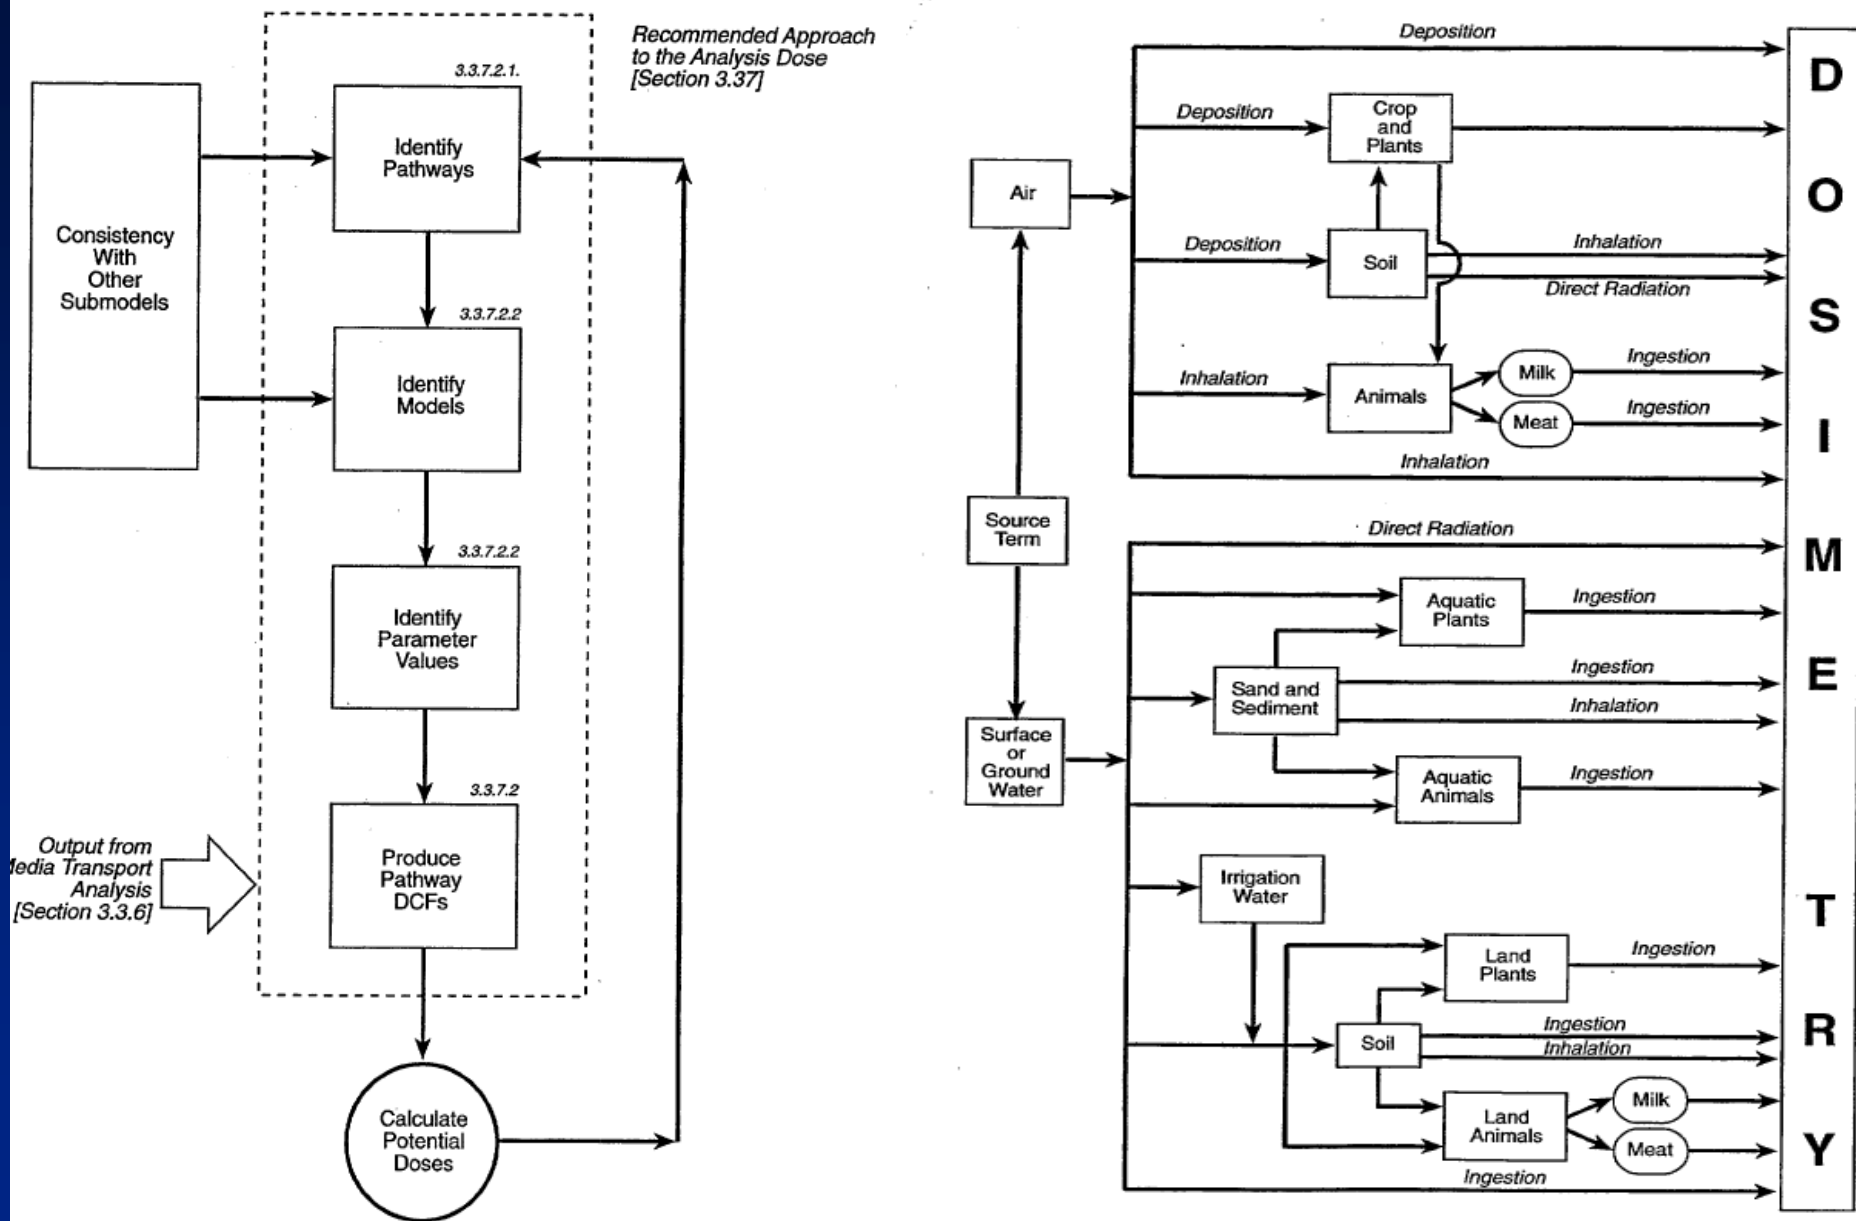 Recommended Approach
to the Analysis Dose
[Section 3.37]
3.3.7.2.1.
Identify
Pathways
Consistency
With
Other
Submodels
3.3.7.2.2
Identify
Models
3.3.7.2.2
Identify
Parameter
Values
3.3.7.2
Produce
Pathway
DCFs
Output from
Media Transport
Analysis
[Section 3.3.6]
Calculate
Potential
Doses
Deposition
Deposition
Crop
and
Plants
Air
Deposition
Soil
Inhalation
Direct Radiation
Inhalation
Animals
Milk
Ingestion
Meat
Ingestion
Inhalation
Source
Term
Direct Radiation
Aquatic
Plants
Ingestion
Sand and
Sediment
Ingestion
Inhalation
Surface
or
Ground
Water
Aquatic
Animals
Ingestion
Irrigation
Water
Land
Plants
Ingestion
Soil
Ingestion
Inhalation
Land
Animals
Milk
Meat
Ingestion
D
O
S
I
M
E
T
R
Y